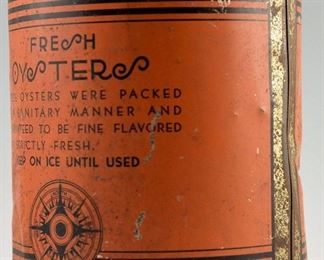 FRESH
OYSTERS
OYSTERS WERE PACKED
SANITARY MANNER AND
TO BE FINE FLAVORED
STRICTLY FRESH.
ON ICE UNTIL USED